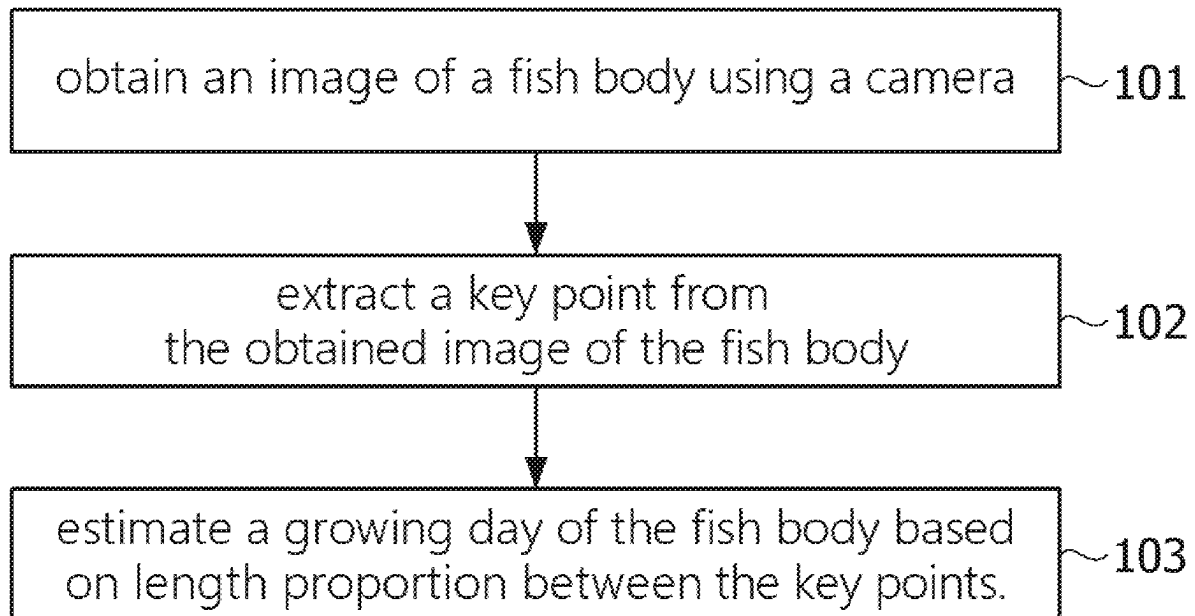 obtain an image of a fish body using a camera
101
extract a key point from
the obtained image of the fish body
102
estimate a growing day of the fish body based
on length proportion between the key points.
103